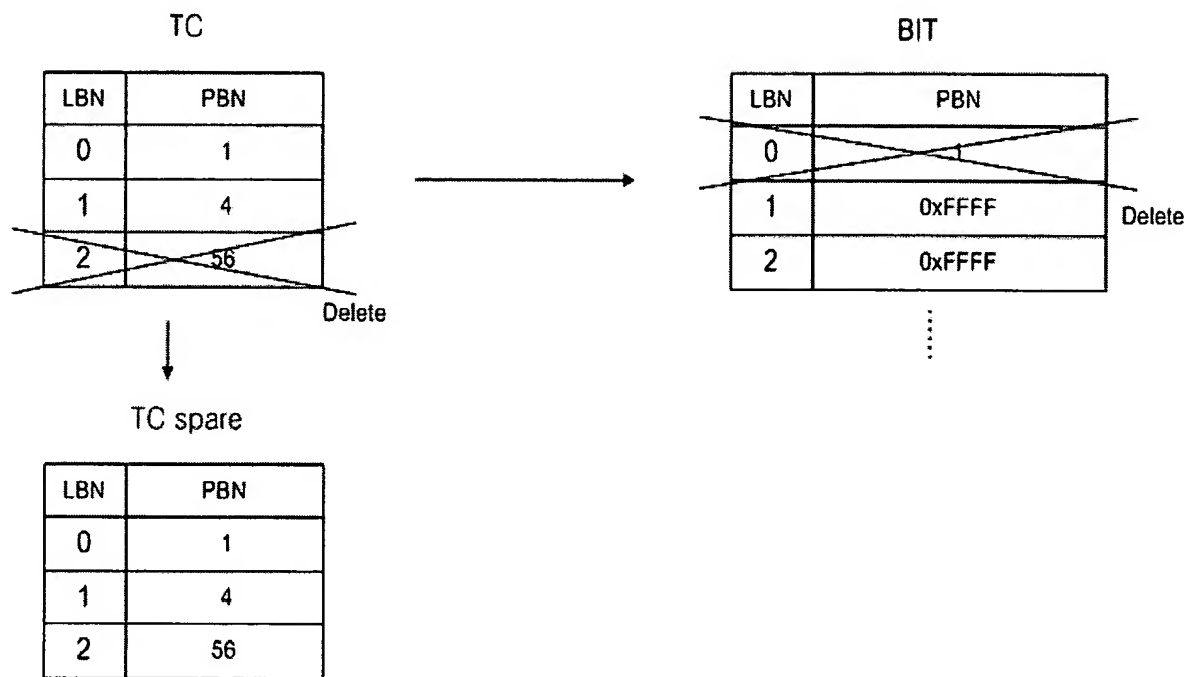 TC
LBN PBN
0 1
1 4
2 56
Delete
BIT
LBN PBN
0 1
1 0xFFFF
2 0xFFFF
Delete
TC spare
LBN PBN
0 1
1 4
2 56